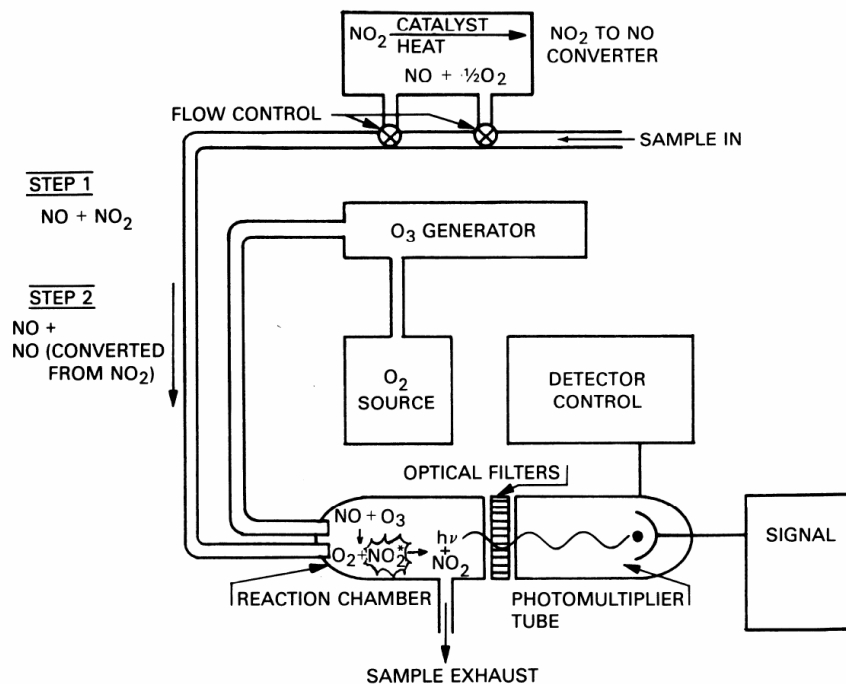 NO₂ CATALYST
HEAT
NO + ½O₂
NO₂ TO NO
CONVERTER
FLOW CONTROL
SAMPLE IN
STEP 1
NO + NO₂
O₃ GENERATOR
STEP 2
NO +
NO (CONVERTED
FROM NO₂)
O₂
SOURCE
DETECTOR
CONTROL
OPTICAL FILTERS
NO + O₃
O₂ + NO₂*
hν
+
NO₂
SIGNAL
REACTION CHAMBER
PHOTOMULTIPLIER
TUBE
SAMPLE EXHAUST